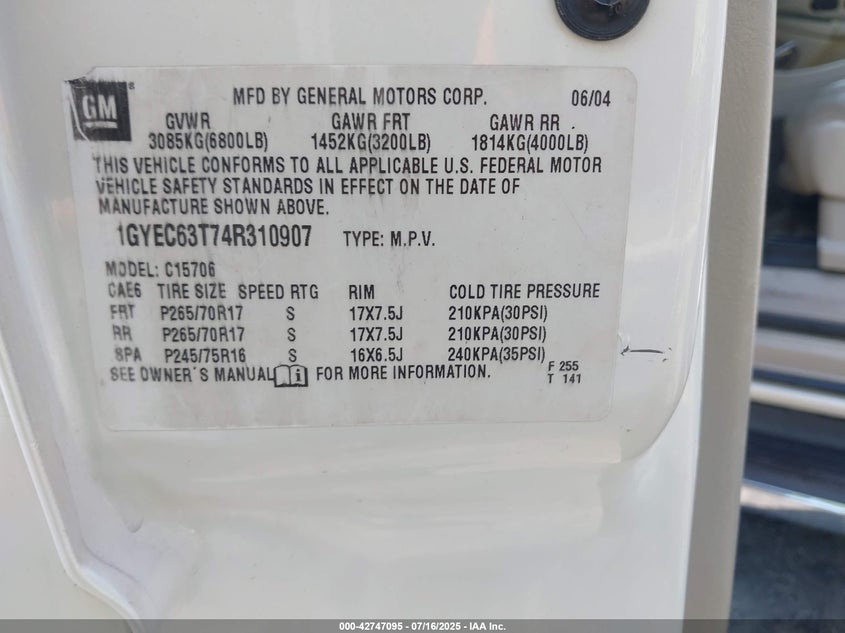 GM ®
MFD BY GENERAL MOTORS CORP. 06/04
GVWR GAWR FRT GAWR RR
3085KG(6800LB) 1452KG(3200LB) 1814KG(4000LB)
THIS VEHICLE CONFORMS TO ALL APPLICABLE U.S. FEDERAL MOTOR
VEHICLE SAFETY STANDARDS IN EFFECT ON THE DATE OF
MANUFACTURE SHOWN ABOVE.
1GYEC63T74R310907 TYPE: M.P.V.
MODEL: C15706
CAE6 TIRE SIZE SPEED RTG RIM COLD TIRE PRESSURE
FRT P265/70R17 S 17X7.5J 210KPA(30PSI)
RR P265/70R17 S 17X7.5J 210KPA(30PSI)
SPA P245/75R16 S 16X6.5J 240KPA(35PSI)
SEE OWNER'S MANUAL FOR MORE INFORMATION.
F 255
T 141
000-42747095 - 07/16/2025 - IAA Inc.